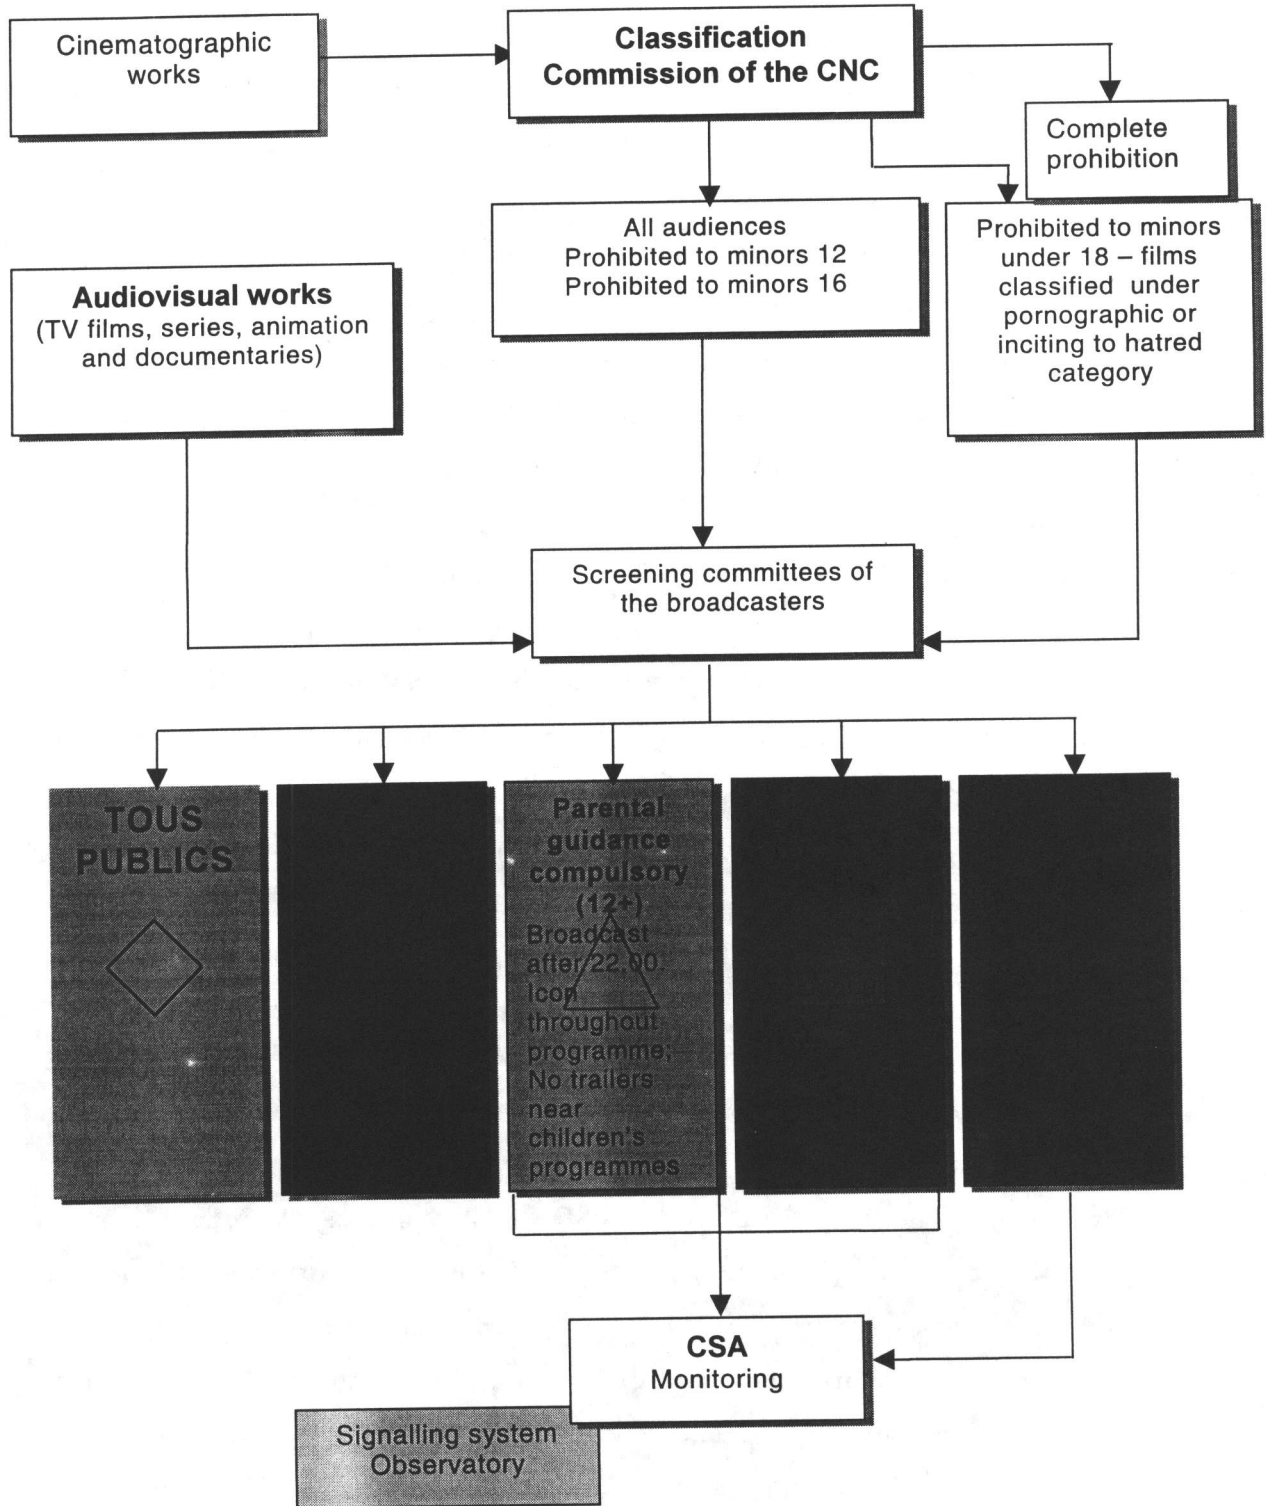 Cinematographic
works
Classification
Commission of the CNC
Complete
prohibition
All audiences
Prohibited to minors 12
Prohibited to minors 16
Prohibited to minors
under 18 – films
classified under
pornographic or
inciting to hatred
category
Audiovisual works
(TV films, series, animation
and documentaries)
Screening committees of
the broadcasters
TOUS
PUBLICS
Parental
guidance
compulsory
(12+)
Broadcast
after 22.00.
Icon
throughout
programme;
No trailers
near
children's
programmes
CSA
Monitoring
Signalling system
Observatory